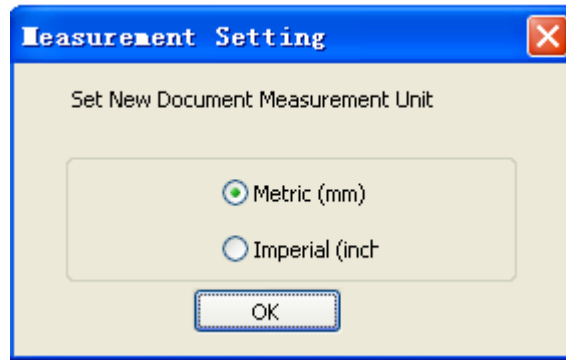 Measurement Setting
Set New Document Measurement Unit
Metric (mm)
Imperial (inch
OK